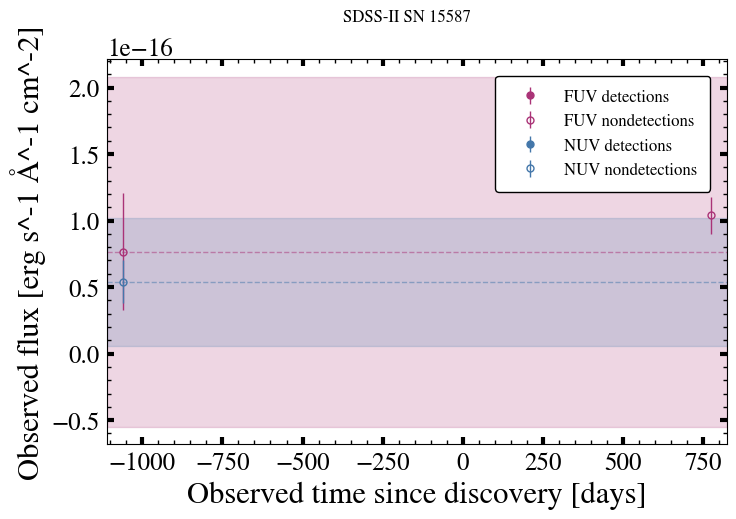 SDSS-II SN 15587
1e−16
Observed flux [erg s^-1 Å^-1 cm^-2]
2.0
1.5
1.0
0.5
0.0
−0.5
FUV detections
FUV nondetections
NUV detections
NUV nondetections
−1000 −750 −500 −250 0 250 500 750
Observed time since discovery [days]